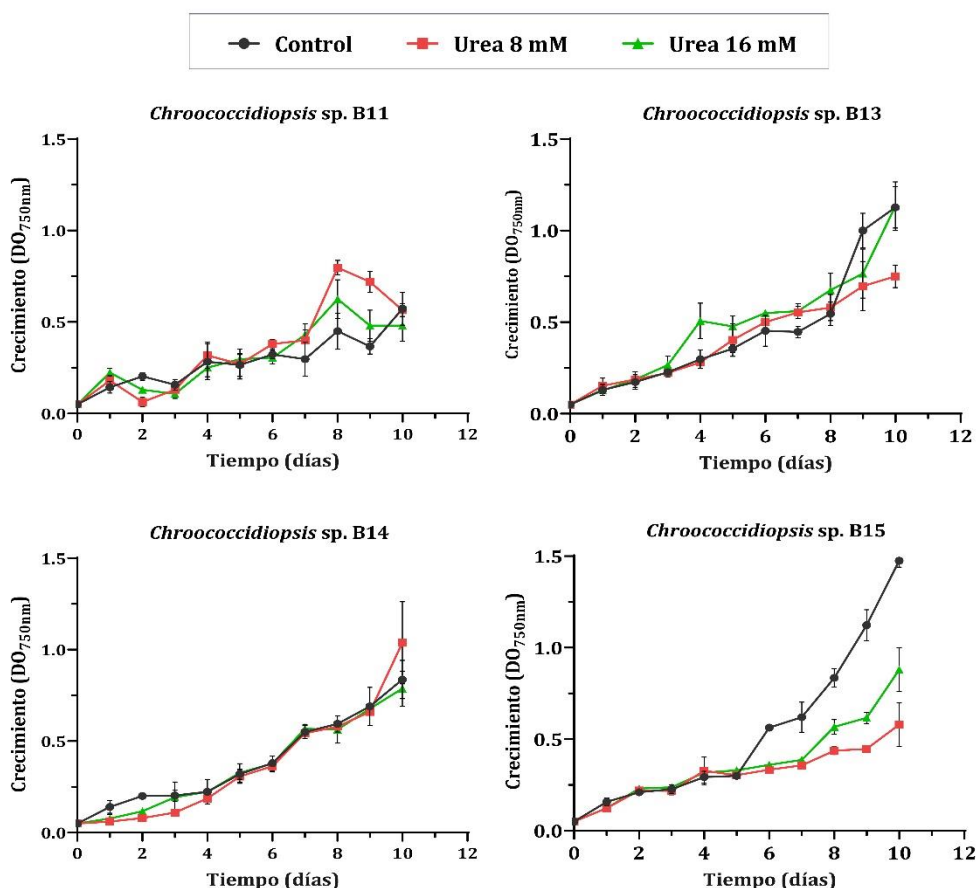 Control Urea 8 mM Urea 16 mM
Chroococcidiopsis sp. B11
Crecimiento (DO750nm)
1.5
1.0
0.5
0.0
0 2 4 6 8 10 12
Tiempo (días)
Chroococcidiopsis sp. B13
Crecimiento (DO750nm)
1.5
1.0
0.5
0.0
0 2 4 6 8 10 12
Tiempo (días)
Chroococcidiopsis sp. B14
Crecimiento (DO750nm)
1.5
1.0
0.5
0.0
0 2 4 6 8 10 12
Tiempo (días)
Chroococcidiopsis sp. B15
Crecimiento (DO750nm)
1.5
1.0
0.5
0.0
0 2 4 6 8 10 12
Tiempo (días)